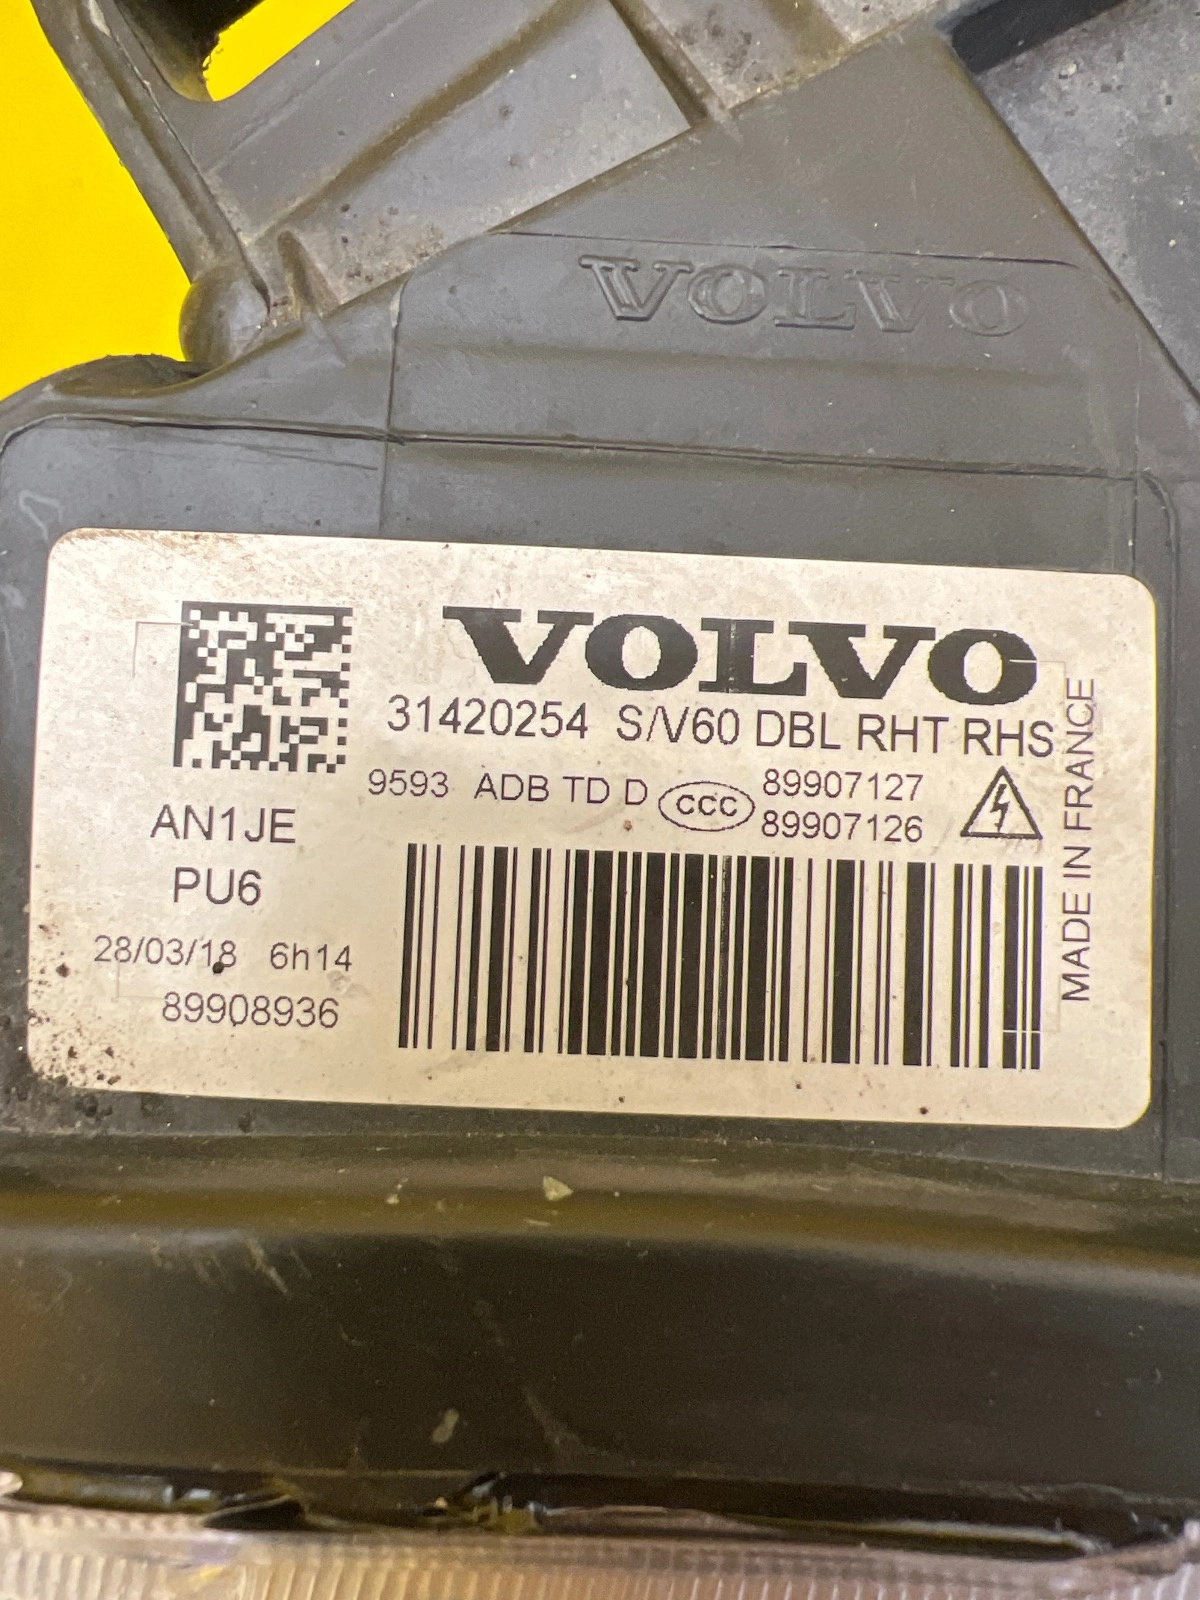 VOLVO
VOLVO
31420254 S/V60 DBL RHT RHS
9593 ADB TD D CCC 89907127
89907126
AN1JE
PU6
28/03/18 6h14
89908936
MADE IN FRANCE